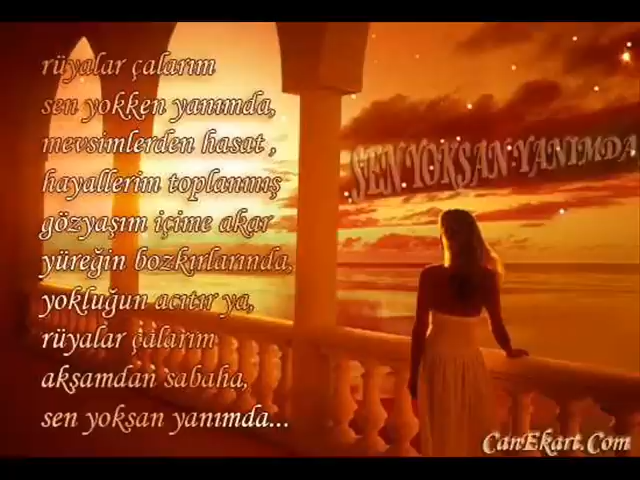 rüyalar çalarım
sen yokken yanımda,
mevsimlerden hasat ,
hayallerim toplanmış
gözyaşım içime akar
yüreğin bozkırlarında,
yokluğun acıtır ya,
rüyalar çalarım
akşamdan sabaha,
sen yoksan yanımda...
SEN YOKSAN YANIMDA
CanEkart.Com